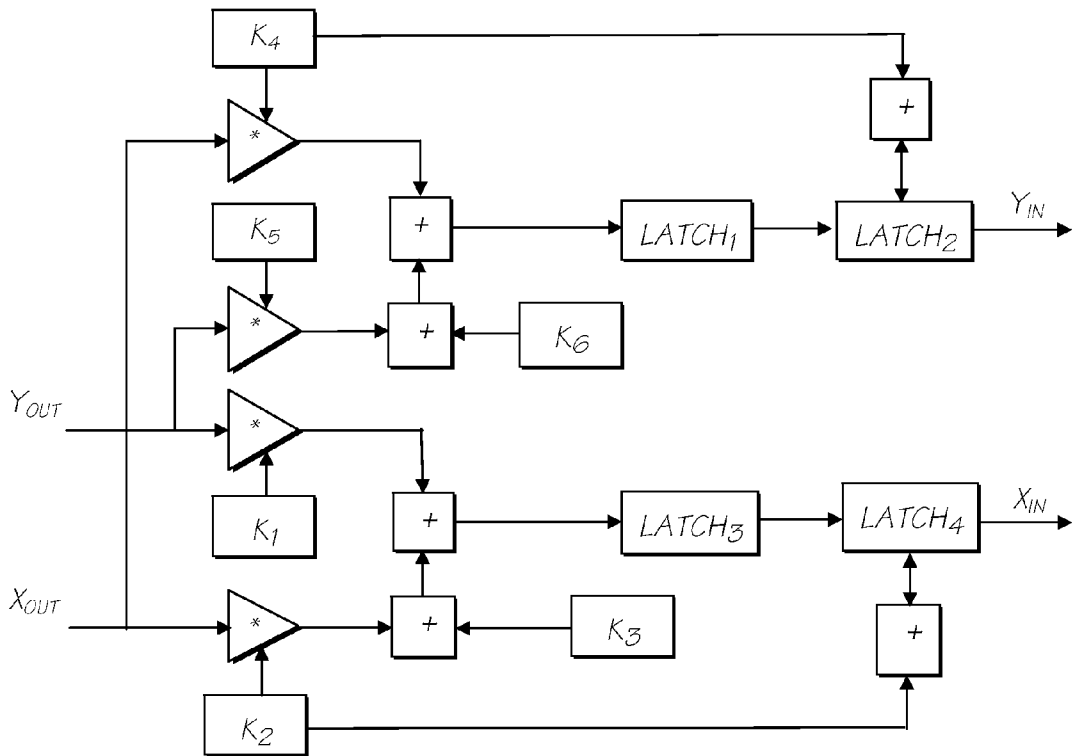 K4
+
*
K5
+
LATCH1
LATCH2
YIN
*
+
K6
YOUT
*
K1
+
LATCH3
LATCH4
XIN
XOUT
*
+
K3
+
K2